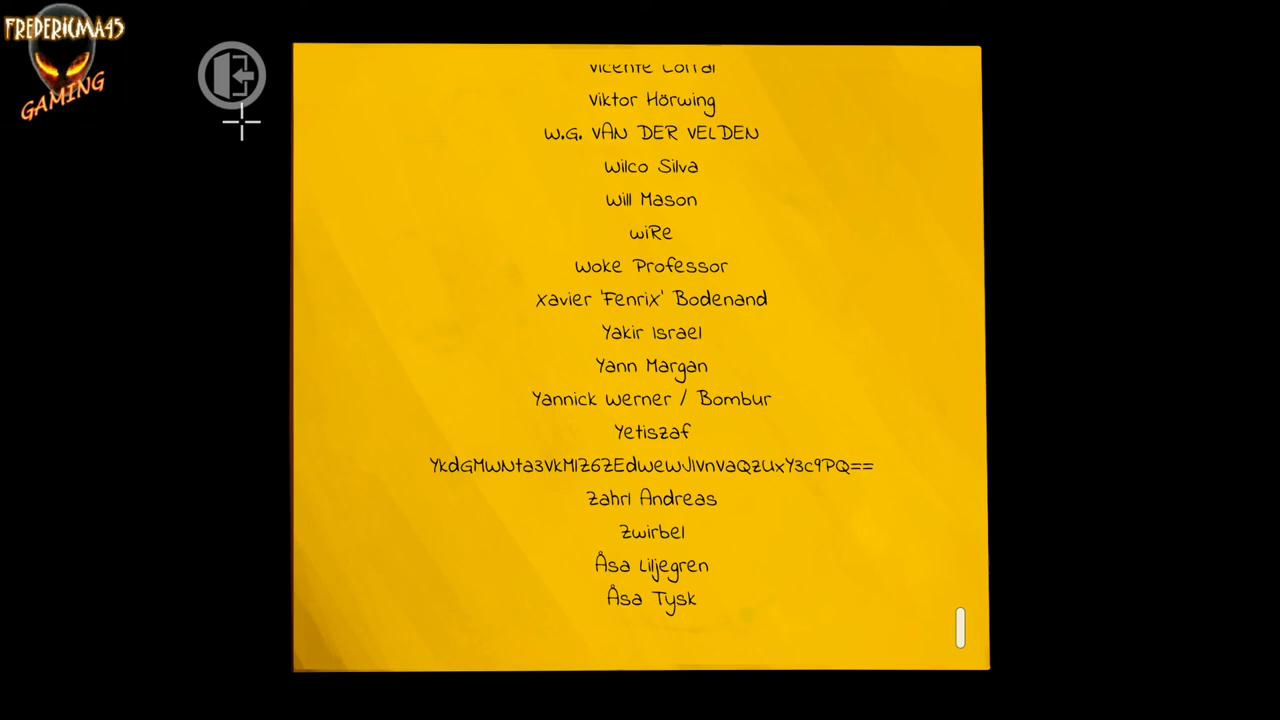 FREDERICMA45
GAMING
Viktor Hörwing
W.G. VAN DER VELDEN
Wilco Silva
Will Mason
wiRe
Woke Professor
Xavier 'Fenrix' Bodenand
Yakir Israel
Yann Margan
Yannick Werner / Bombur
Yetiszaf
Zahrl Andreas
Zwirbel
Åsa Liljegren
Åsa Tysk